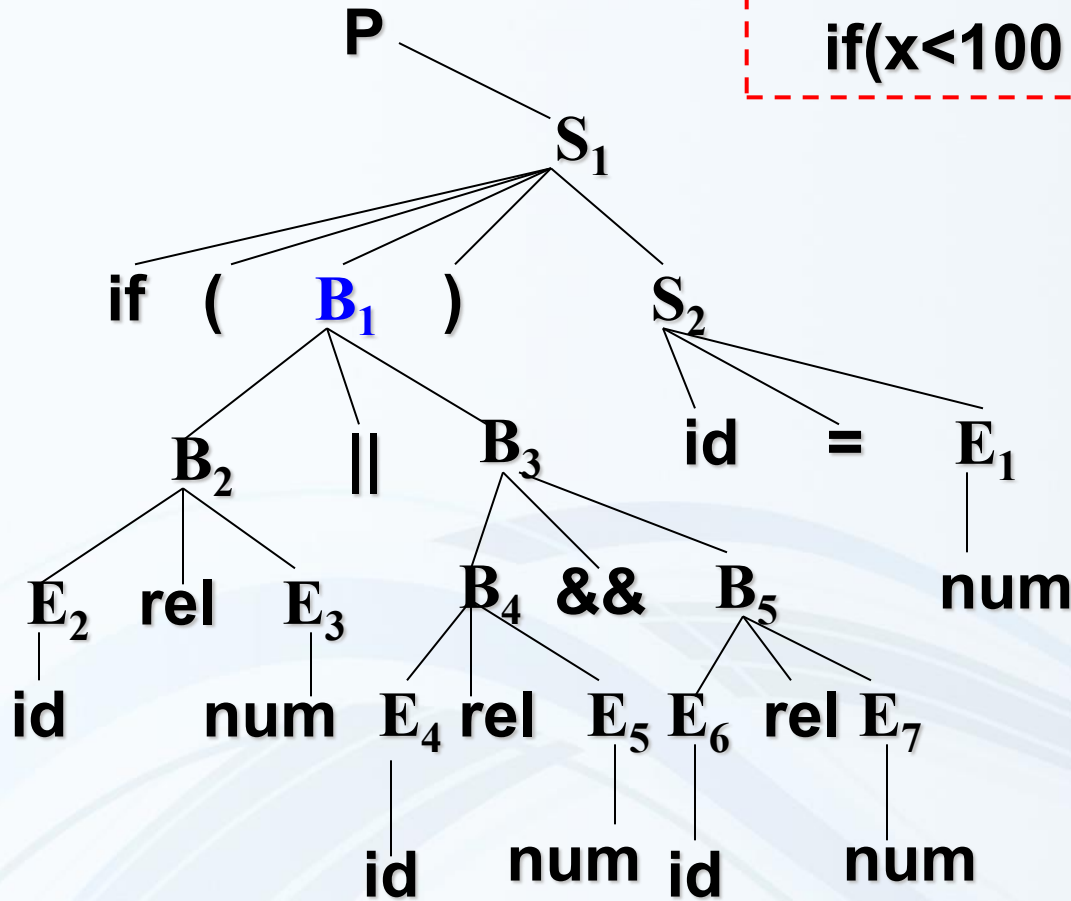 P
if(x<100
S₁
if ( B₁ ) S₂
B₂ || B₃ id = E₁
E₂ rel E₃ B₄ && B₅ num
id num E₄ rel E₅ E₆ rel E₇
id num id num